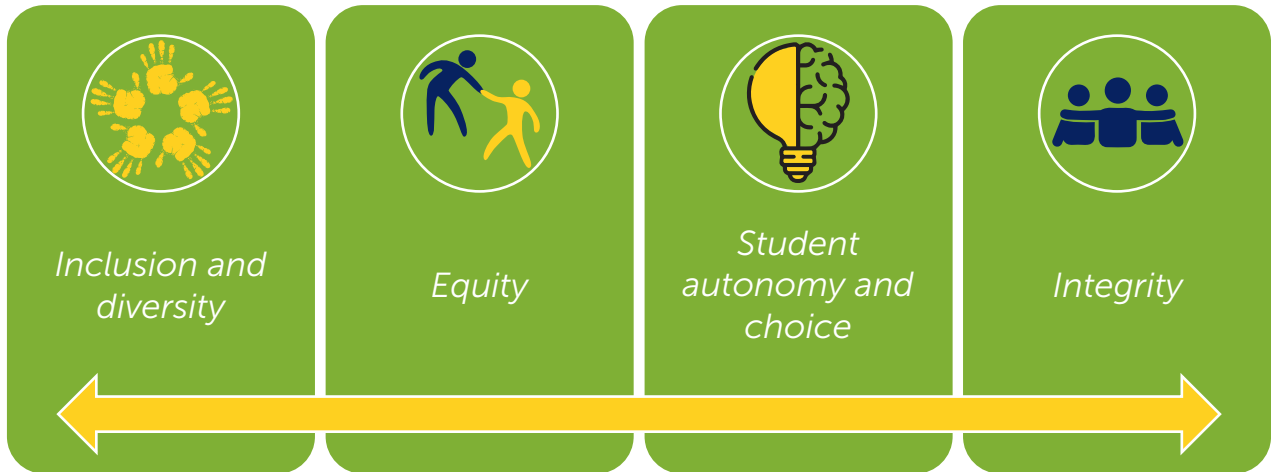 Inclusion and
diversity
Equity
Student
autonomy and
choice
Integrity